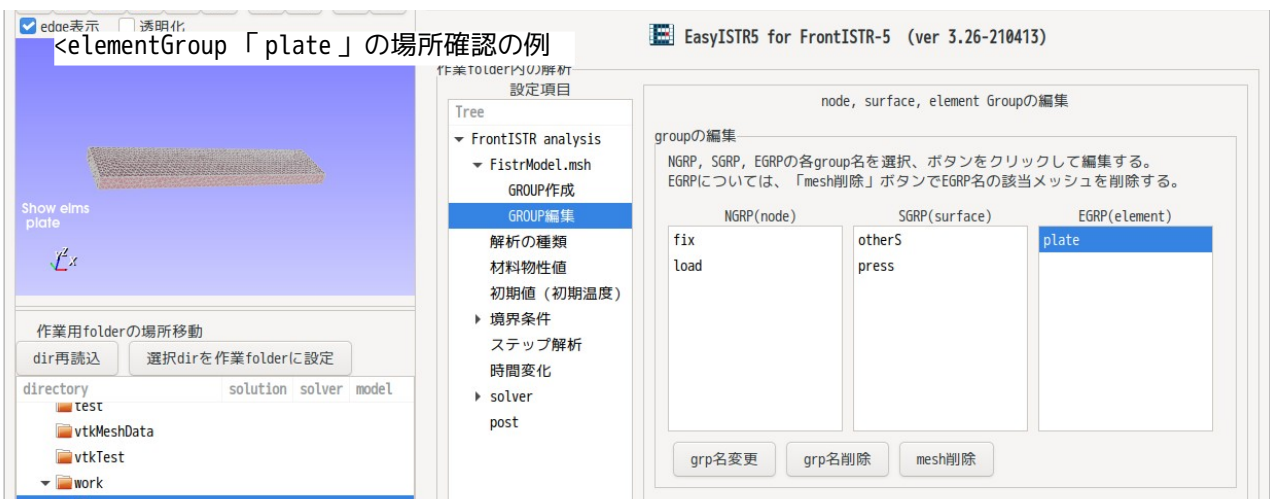 edge表示 透明化
<elementGroup 「 plate 」の場所確認の例
Show elms
plate
z x
作業用folderの場所移動
dir再読込 選択dirを作業folderに設定
directory solution solver model
test
vtkMeshData
vtkTest
work
EasyISTR5 for FrontISTR-5 (ver 3.26-210413)
作業folder内の解析
設定項目
Tree
FrontISTR analysis
FistrModel.msh
GROUP作成
GROUP編集
解析の種類
材料物性値
初期値 (初期温度)
境界条件
ステップ解析
時間変化
solver
post
node, surface, element Groupの編集
groupの編集
NGRP, SGRP, EGRPの各group名を選択、ボタンをクリックして編集する。
EGRPについては、「mesh削除」ボタンでEGRP名の該当メッシュを削除する。
NGRP(node) SGRP(surface) EGRP(element)
fix otherS plate
load press
grp名変更 grp名削除 mesh削除